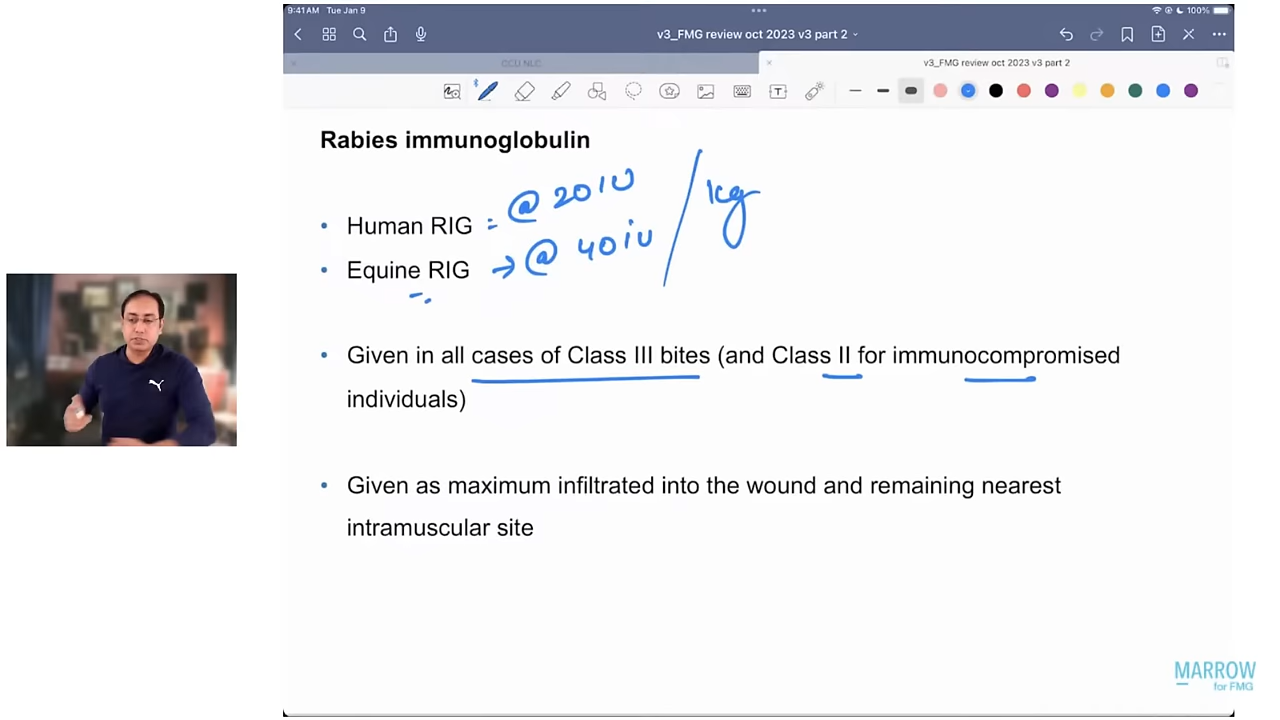 9:41 AM Tue Jan 9
100%
v3_FMG review oct 2023 v3 part 2
CCU NLC
v3_FMG review oct 2023 v3 part 2
T
Rabies immunoglobulin
• Human RIG = @ 20 IU
/ kg
• Equine RIG → @ 40 iU
• Given in all cases of Class III bites (and Class II for immunocompromised
individuals)
• Given as maximum infiltrated into the wound and remaining nearest
intramuscular site
MARROW
for FMG